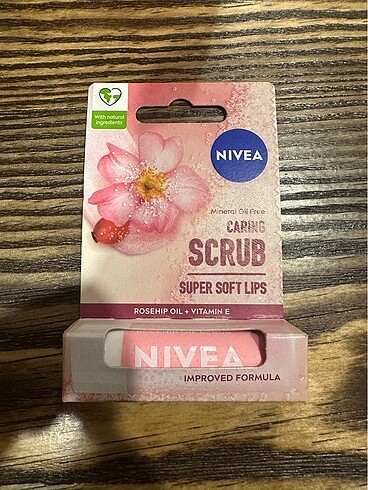 With natural
ingredients
NIVEA
Mineral Oil Free
CARING
SCRUB
SUPER SOFT LIPS
ROSEHIP OIL + VITAMIN E
NIVEA
IMPROVED FORMULA